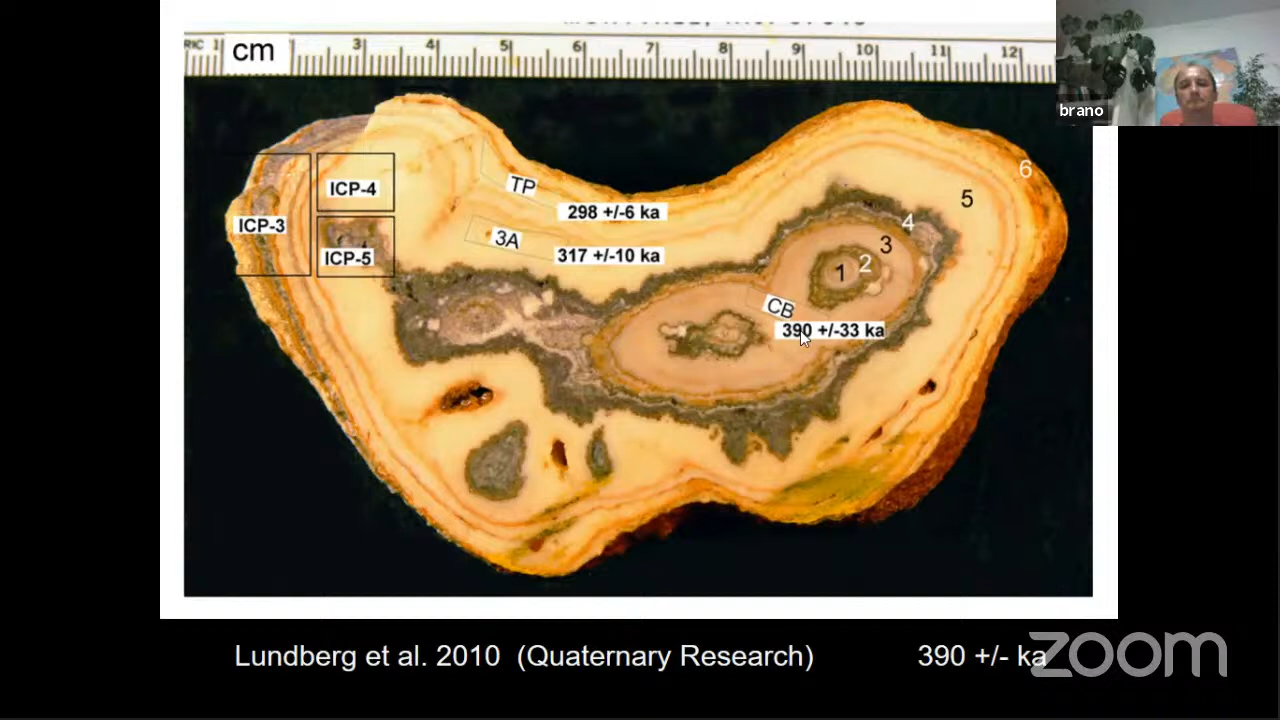 RIC 1 cm 3 4 5 6 7 8 9 10 11 12
brano
6
ICP-4
TP
5
298 +/-6 ka
4
ICP-3
3A
3
ICP-5
317 +/-10 ka
1 2
CB
390 +/-33 ka
Lundberg et al. 2010 (Quaternary Research) 390 +/- ka
zoom